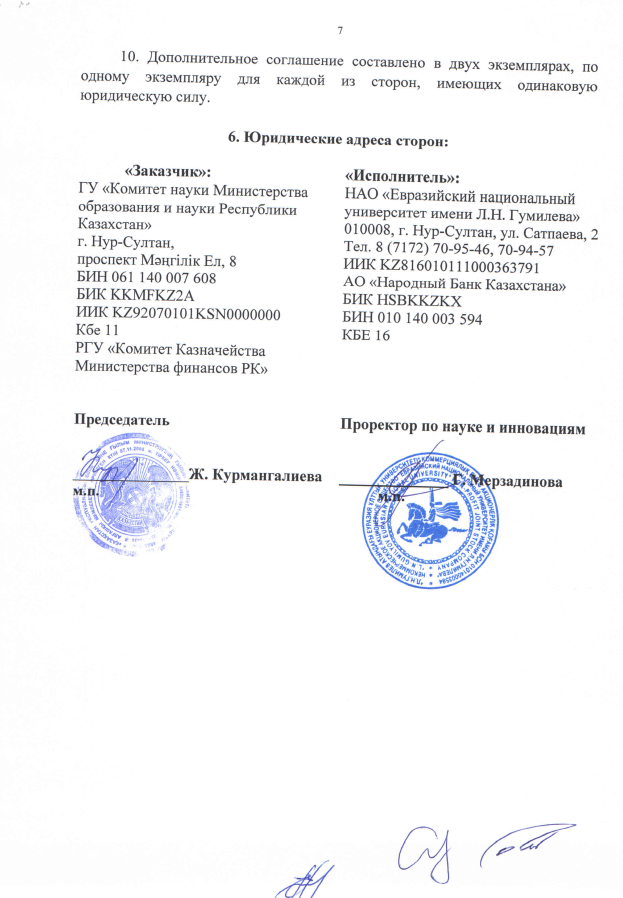 7
10. Дополнительное соглашение составлено в двух экземплярах, по
одному экземпляру для каждой из сторон, имеющих одинаковую
юридическую силу.
6. Юридические адреса сторон:
«Заказчик»:
ГУ «Комитет науки Министерства
образования и науки Республики
Казахстан»
г. Нур-Султан,
проспект Мәңгілік Ел, 8
БИН 061 140 007 608
БИК KKMFKZ2A
ИИК KZ92070101KSN0000000
Кбе 11
РГУ «Комитет Казначейства
Министерства финансов РК»
Председатель
Ж. Курмангалиева
м.п.
«Исполнитель»:
НАО «Евразийский национальный
университет имени Л.Н. Гумилева»
010008, г. Нур-Султан, ул. Сатпаева, 2
Тел. 8 (7172) 70-95-46, 70-94-57
ИИК KZ816010111000363791
АО «Народный Банк Казахстана»
БИК HSBKKZKX
БИН 010 140 003 594
КБЕ 16
Проректор по науке и инновациям
Г. Мерзадинова
м.п.